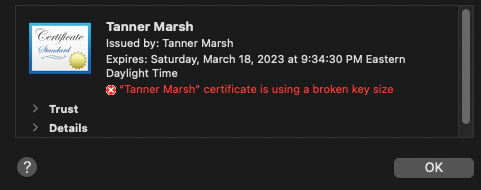 Certificate
Standard
Tanner Marsh
Issued by: Tanner Marsh
Expires: Saturday, March 18, 2023 at 9:34:30 PM Eastern
Daylight Time
“Tanner Marsh” certificate is using a broken key size
Trust
Details
?
OK